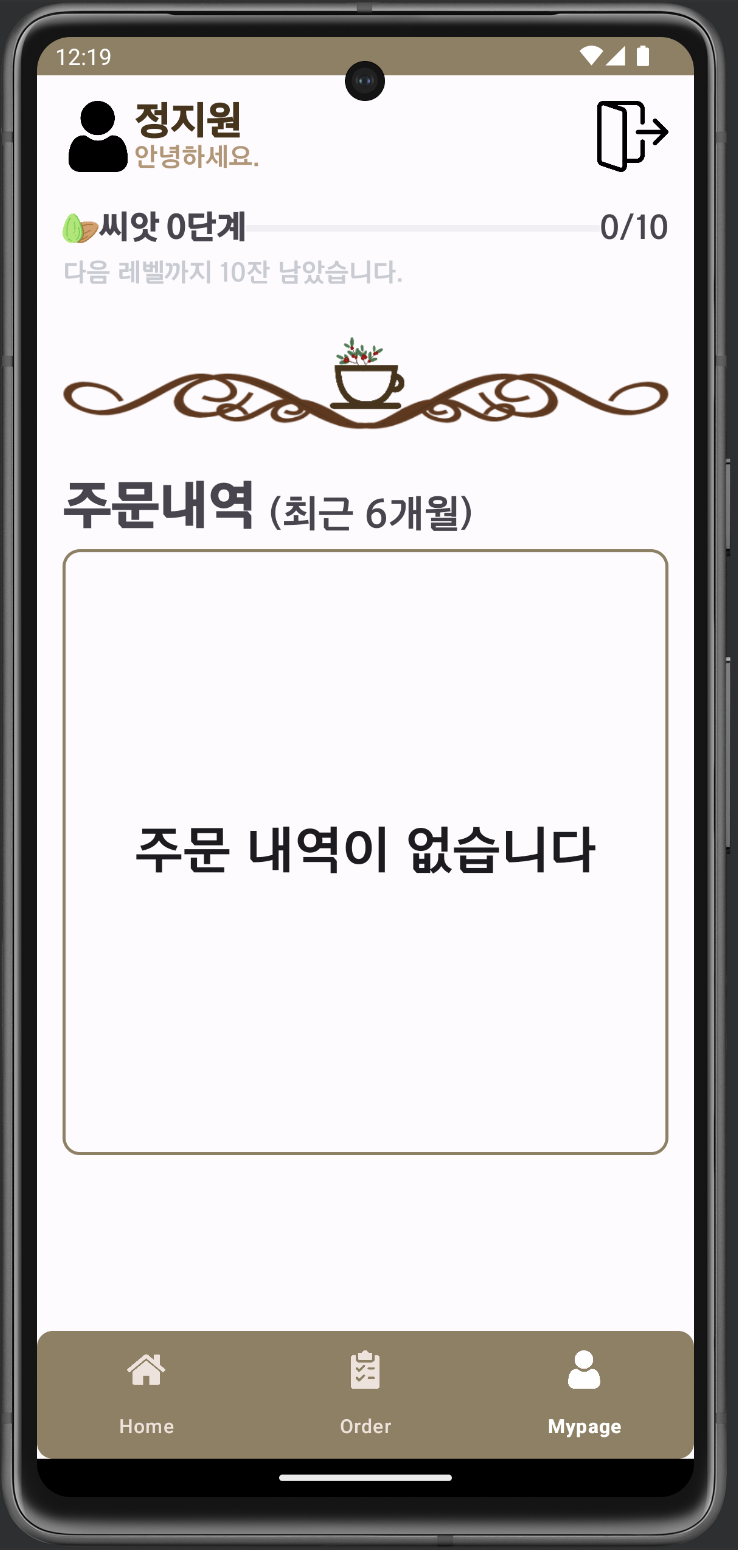 12:19
정지원
안녕하세요.
씨앗 0단계 0/10
다음 레벨까지 10잔 남았습니다.
주문내역 (최근 6개월)
주문 내역이 없습니다
Home Order Mypage